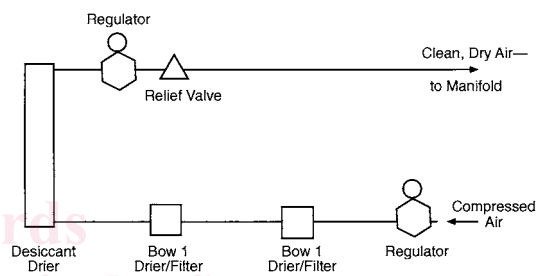 Regulator
Clean, Dry Air—
to Manifold
Relief Valve
rds
Compressed
Air
Desiccant
Drier
Bow 1
Drier/Filter
Bow 1
Drier/Filter
Regulator